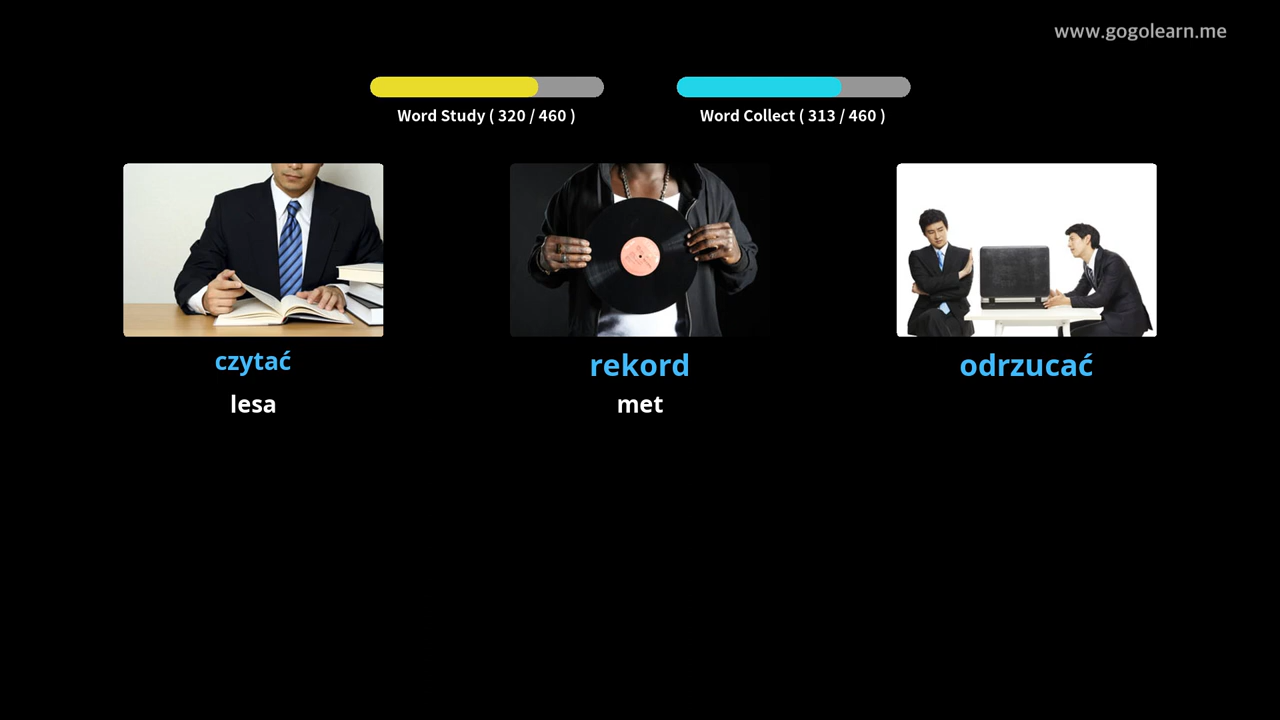 www.gogolearn.me
Word Study ( 320 / 460 )
Word Collect ( 313 / 460 )
czytać
rekord
odrzucać
lesa
met